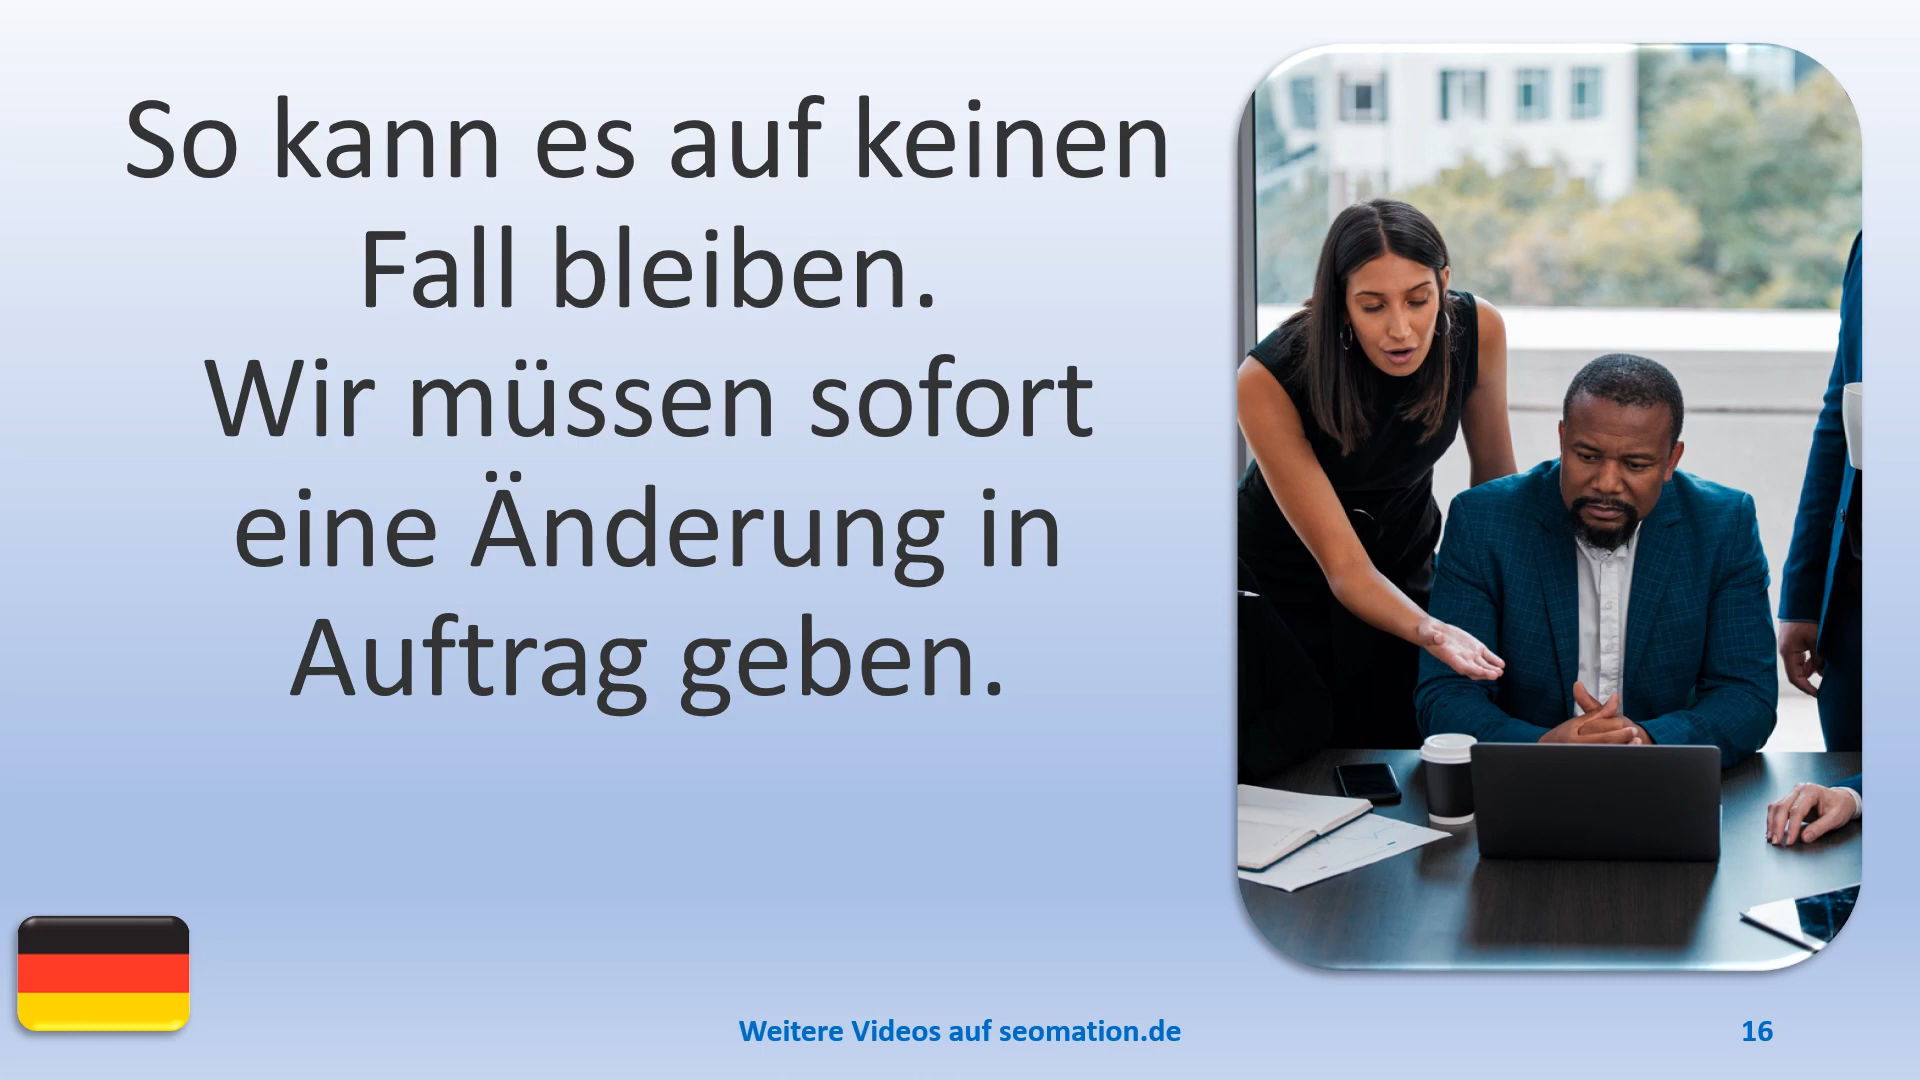 So kann es auf keinen
Fall bleiben.
Wir müssen sofort
eine Änderung in
Auftrag geben.
Weitere Videos auf seomation.de
16